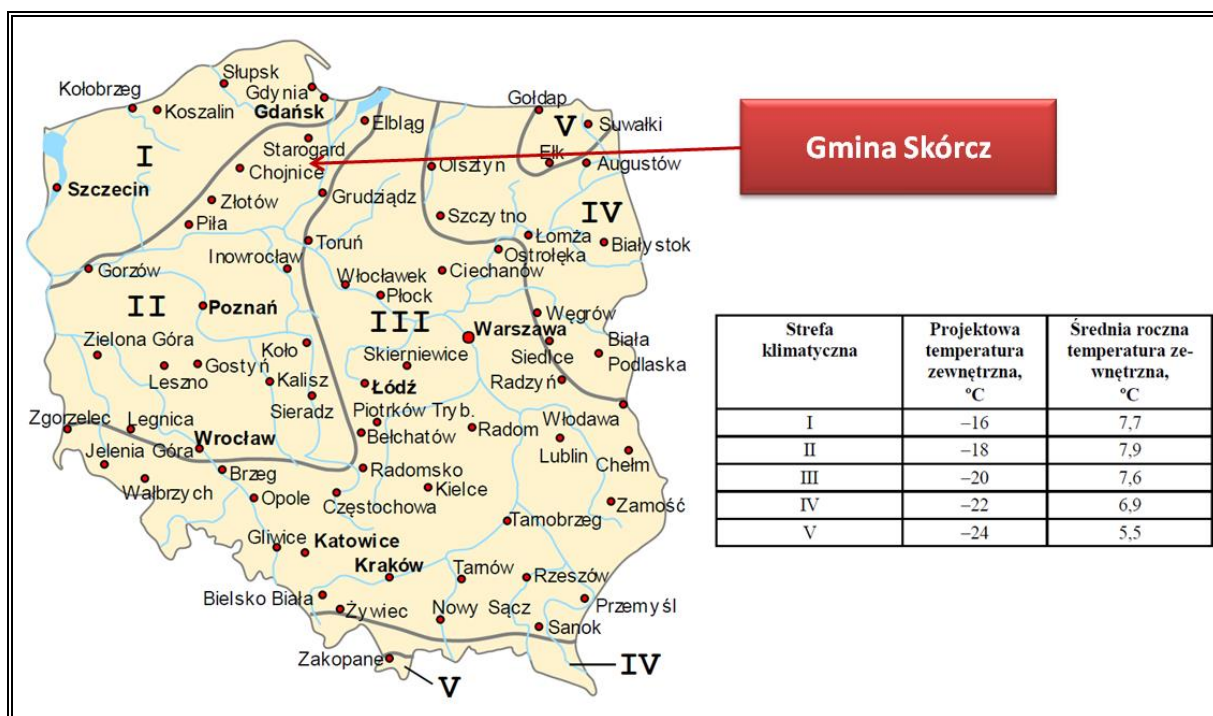 Słupsk
Kołobrzeg
Gdynia
Koszalin
Gdańsk
Elbląg
Gołdap
V
Suwałki
I
Starogard
Ełk
Augustów
Chojnice
Olsztyn
Szczecin
Złotów
Grudziądz
Piła
Szczytno
IV
Toruń
Łomża
Białystok
Ostrołęka
Gorzów
Inowrocław
Ciechanów
Włocławek
II
Płock
Poznań
III
Węgrów
Warszawa
Biała
Podlaska
Zielona Góra
Koło
Skierniewice
Siedlce
Gostyń
Leszno
Kalisz
Łódź
Radzyń
Sieradz
Zgorzelec
Legnica
Piotrków Tryb.
Włodawa
Wrocław
Bełchatów
Radom
Jelenia Góra
Lublin
Chełm
Brzeg
Radomsko
Wałbrzych
Opole
Kielce
Częstochowa
Zamość
Tarnobrzeg
Gliwice
Katowice
Kraków
Tarnów
Rzeszów
Bielsko Biała
Żywiec
Nowy Sącz
Przemyśl
Sanok
Zakopane
V
IV
Gmina Skórcz
Strefa klimatyczna
Projektowa temperatura zewnętrzna, ºC
Średnia roczna temperatura ze-wnętrzna, ºC
I –16 7,7
II –18 7,9
III –20 7,6
IV –22 6,9
V –24 5,5